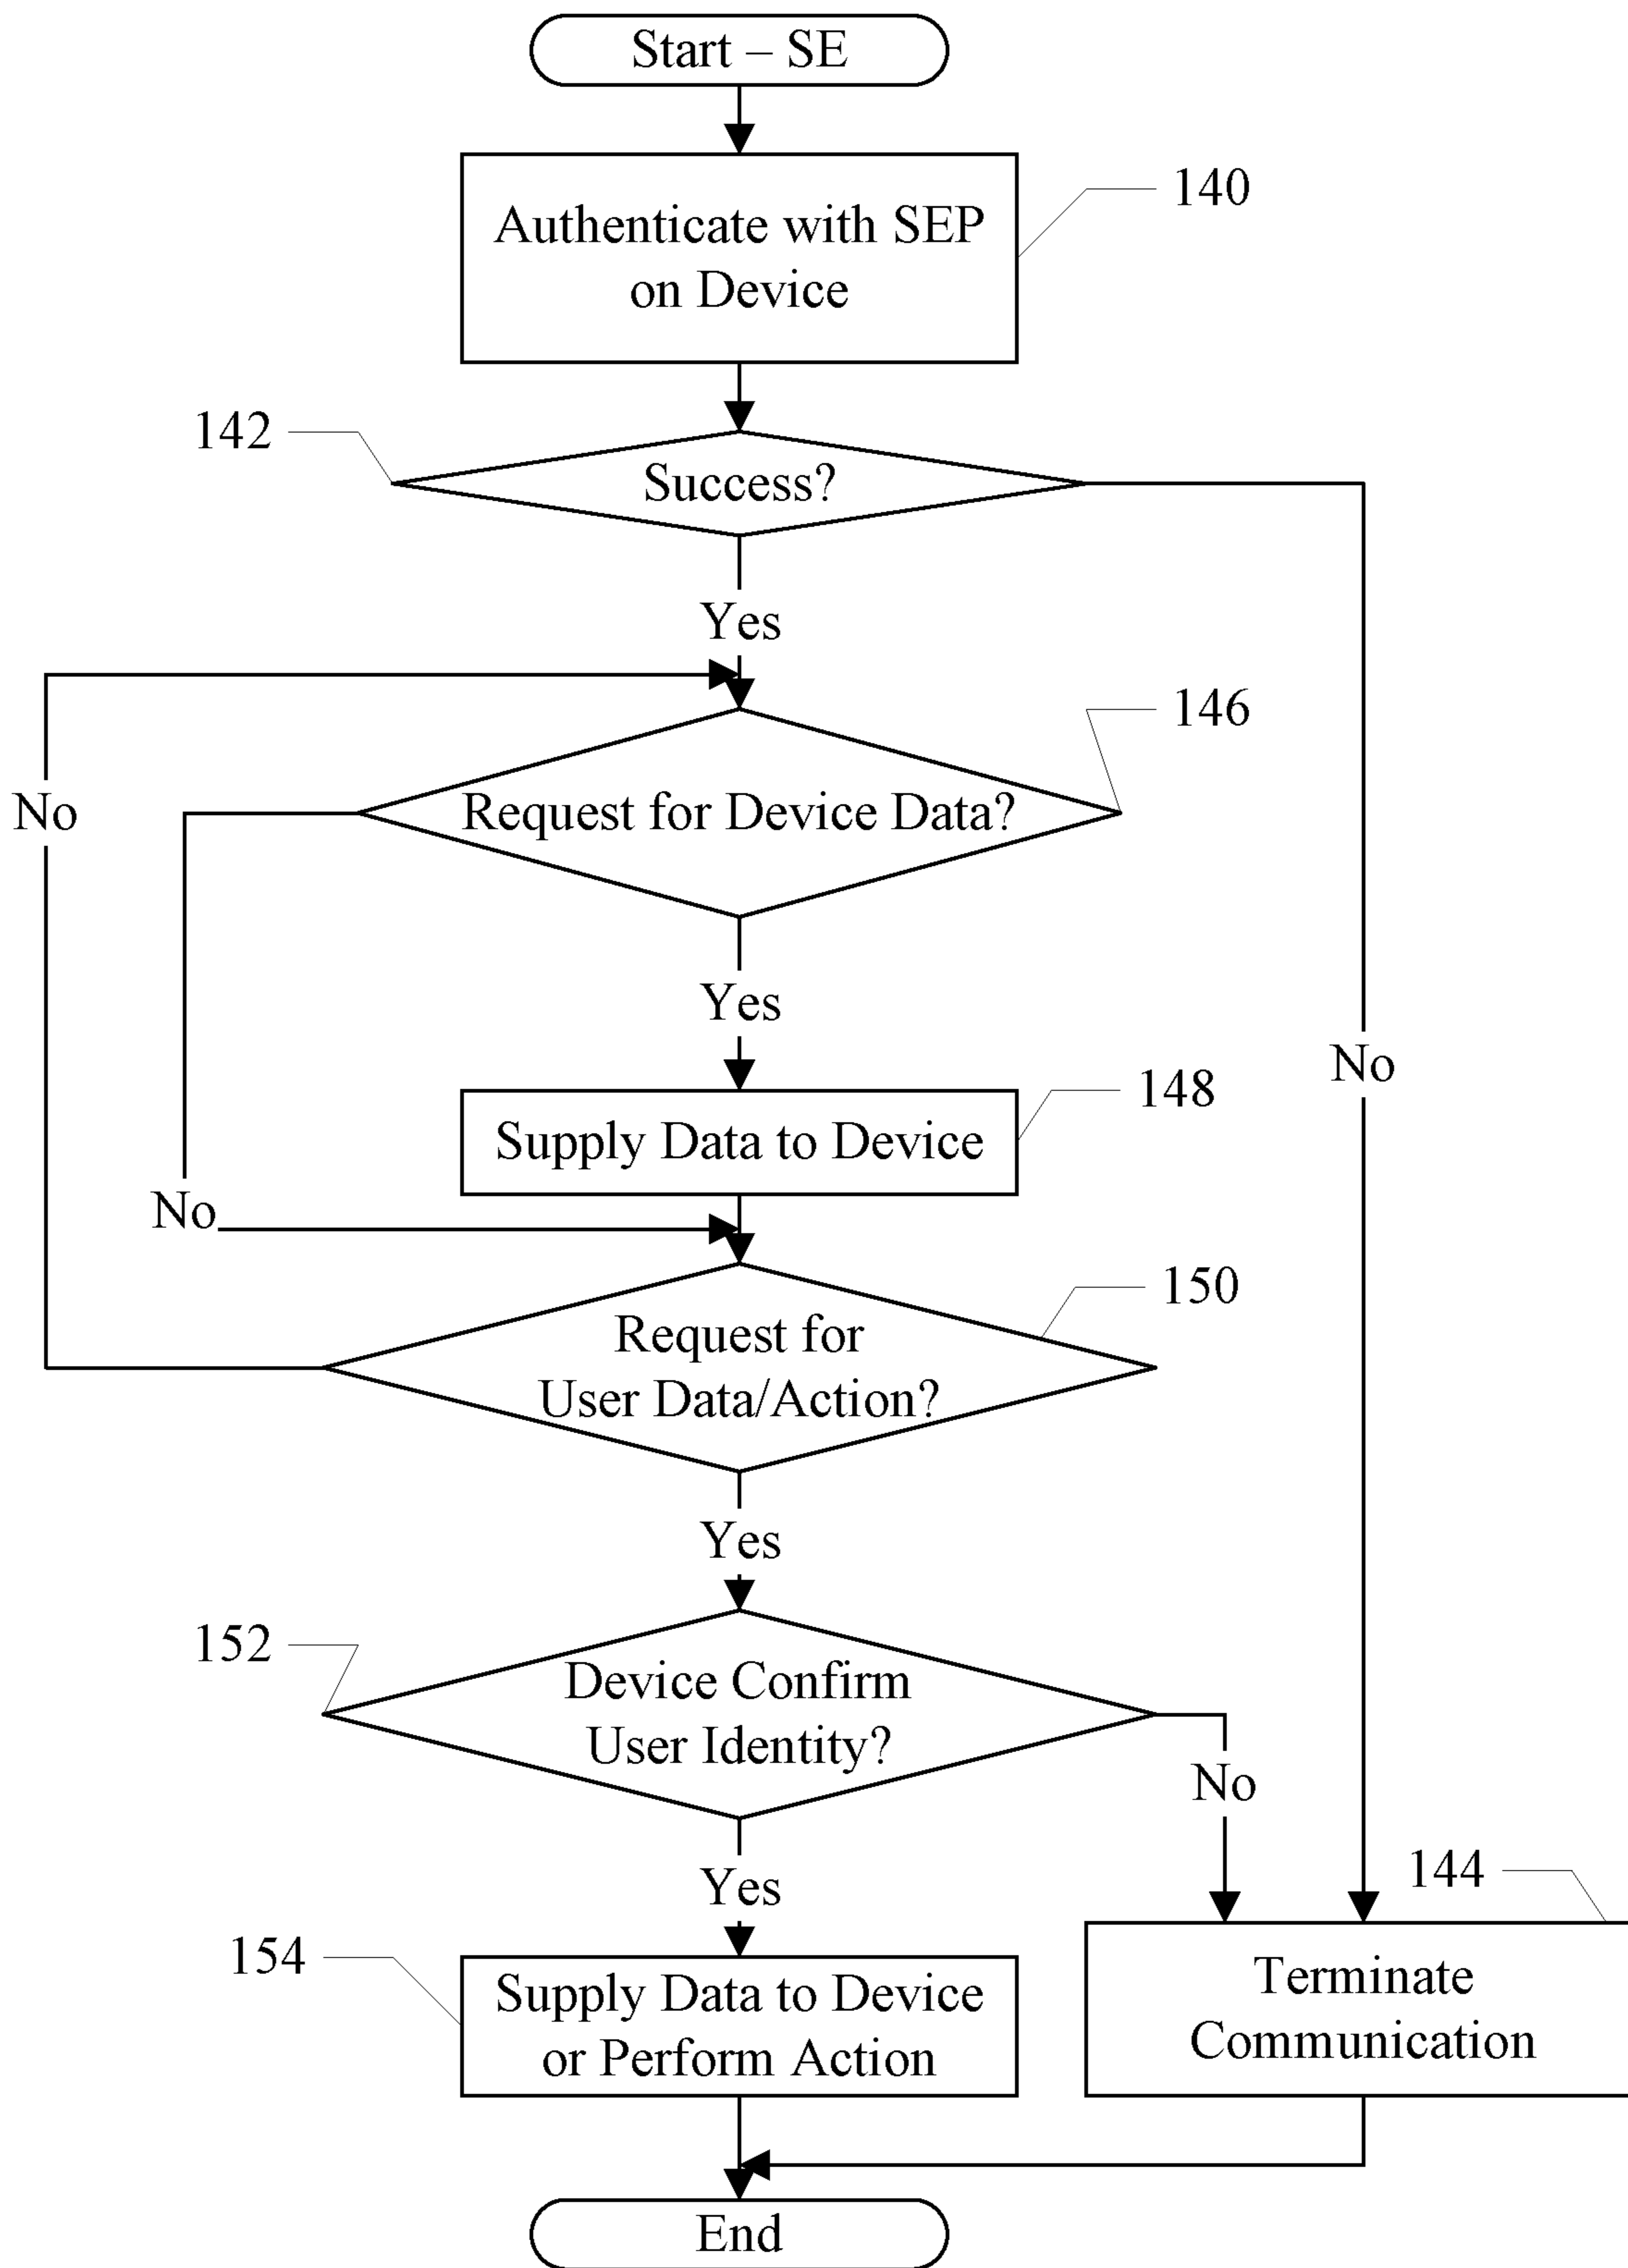 Start – SE
140
Authenticate with SEP
on Device
142
Success?
Yes
146
No
Request for Device Data?
Yes
No
148
Supply Data to Device
No
150
Request for
User Data/Action?
Yes
152
Device Confirm
User Identity?
No
Yes
144
154
Supply Data to Device
or Perform Action
Terminate
Communication
End